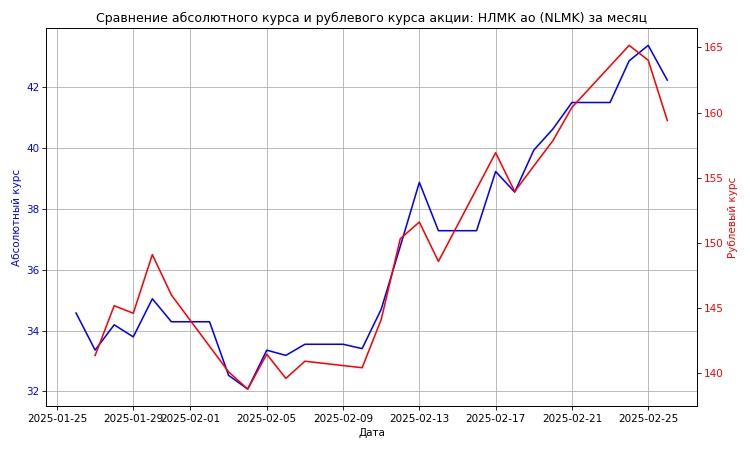 Сравнение абсолютного курса и рублевого курса акции: НЛМК ао (NLMK) за месяц
Абсолютный курс
42
40
38
36
34
32
165
160
155
150
145
140
Рублевый курс
2025-01-25 2025-01-29 2025-02-01 2025-02-05 2025-02-09 2025-02-13 2025-02-17 2025-02-21 2025-02-25
Дата